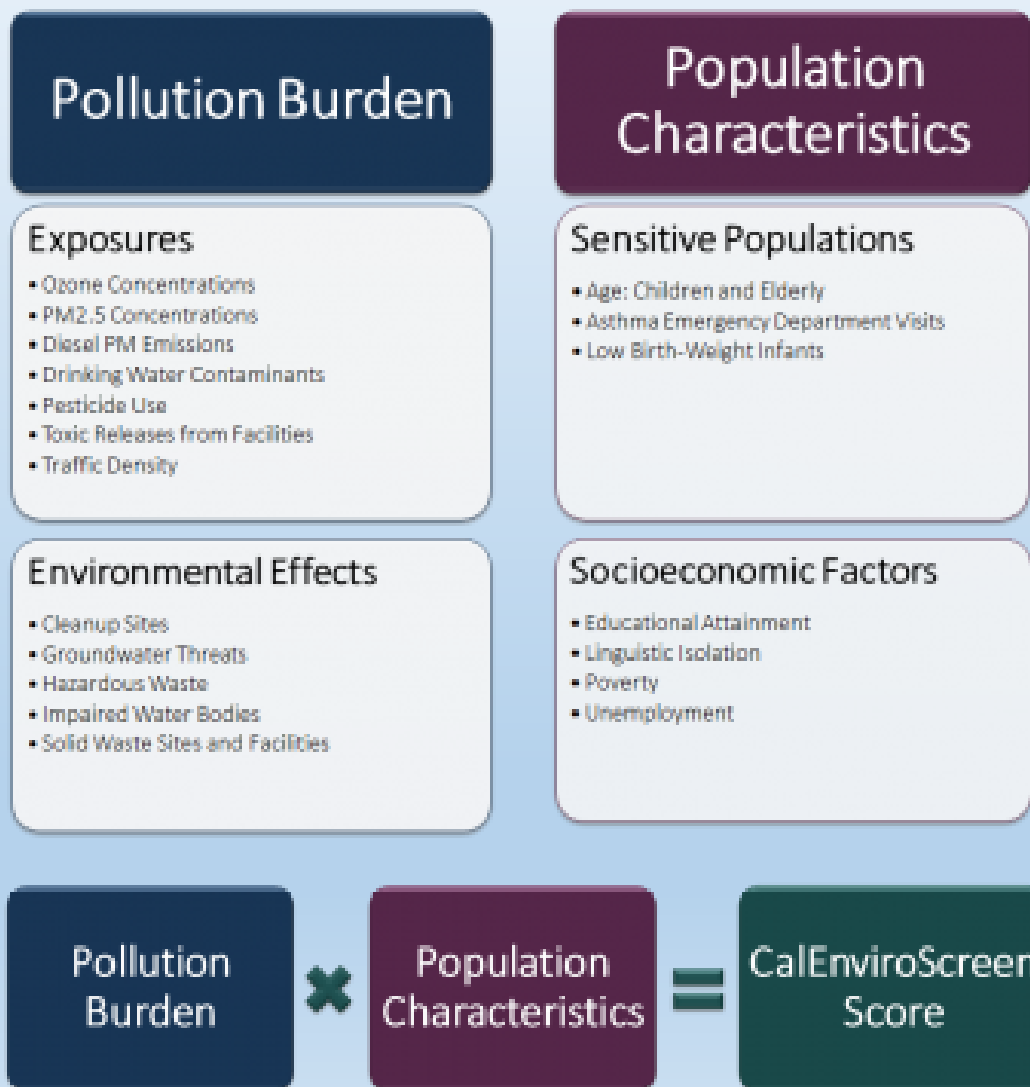 Pollution Burden
Population
Characteristics
Exposures
• Ozone Concentrations
• PM2.5 Concentrations
• Diesel PM Emissions
• Drinking Water Contaminants
• Pesticide Use
• Toxic Releases from Facilities
• Traffic Density
Sensitive Populations
• Age: Children and Elderly
• Asthma Emergency Department Visits
• Low Birth-Weight Infants
Environmental Effects
• Cleanup Sites
• Groundwater Threats
• Hazardous Waste
• Impaired Water Bodies
• Solid Waste Sites and Facilities
Socioeconomic Factors
• Educational Attainment
• Linguistic Isolation
• Poverty
• Unemployment
Pollution
Burden
×
Population
Characteristics
=
CalEnviroScreen
Score